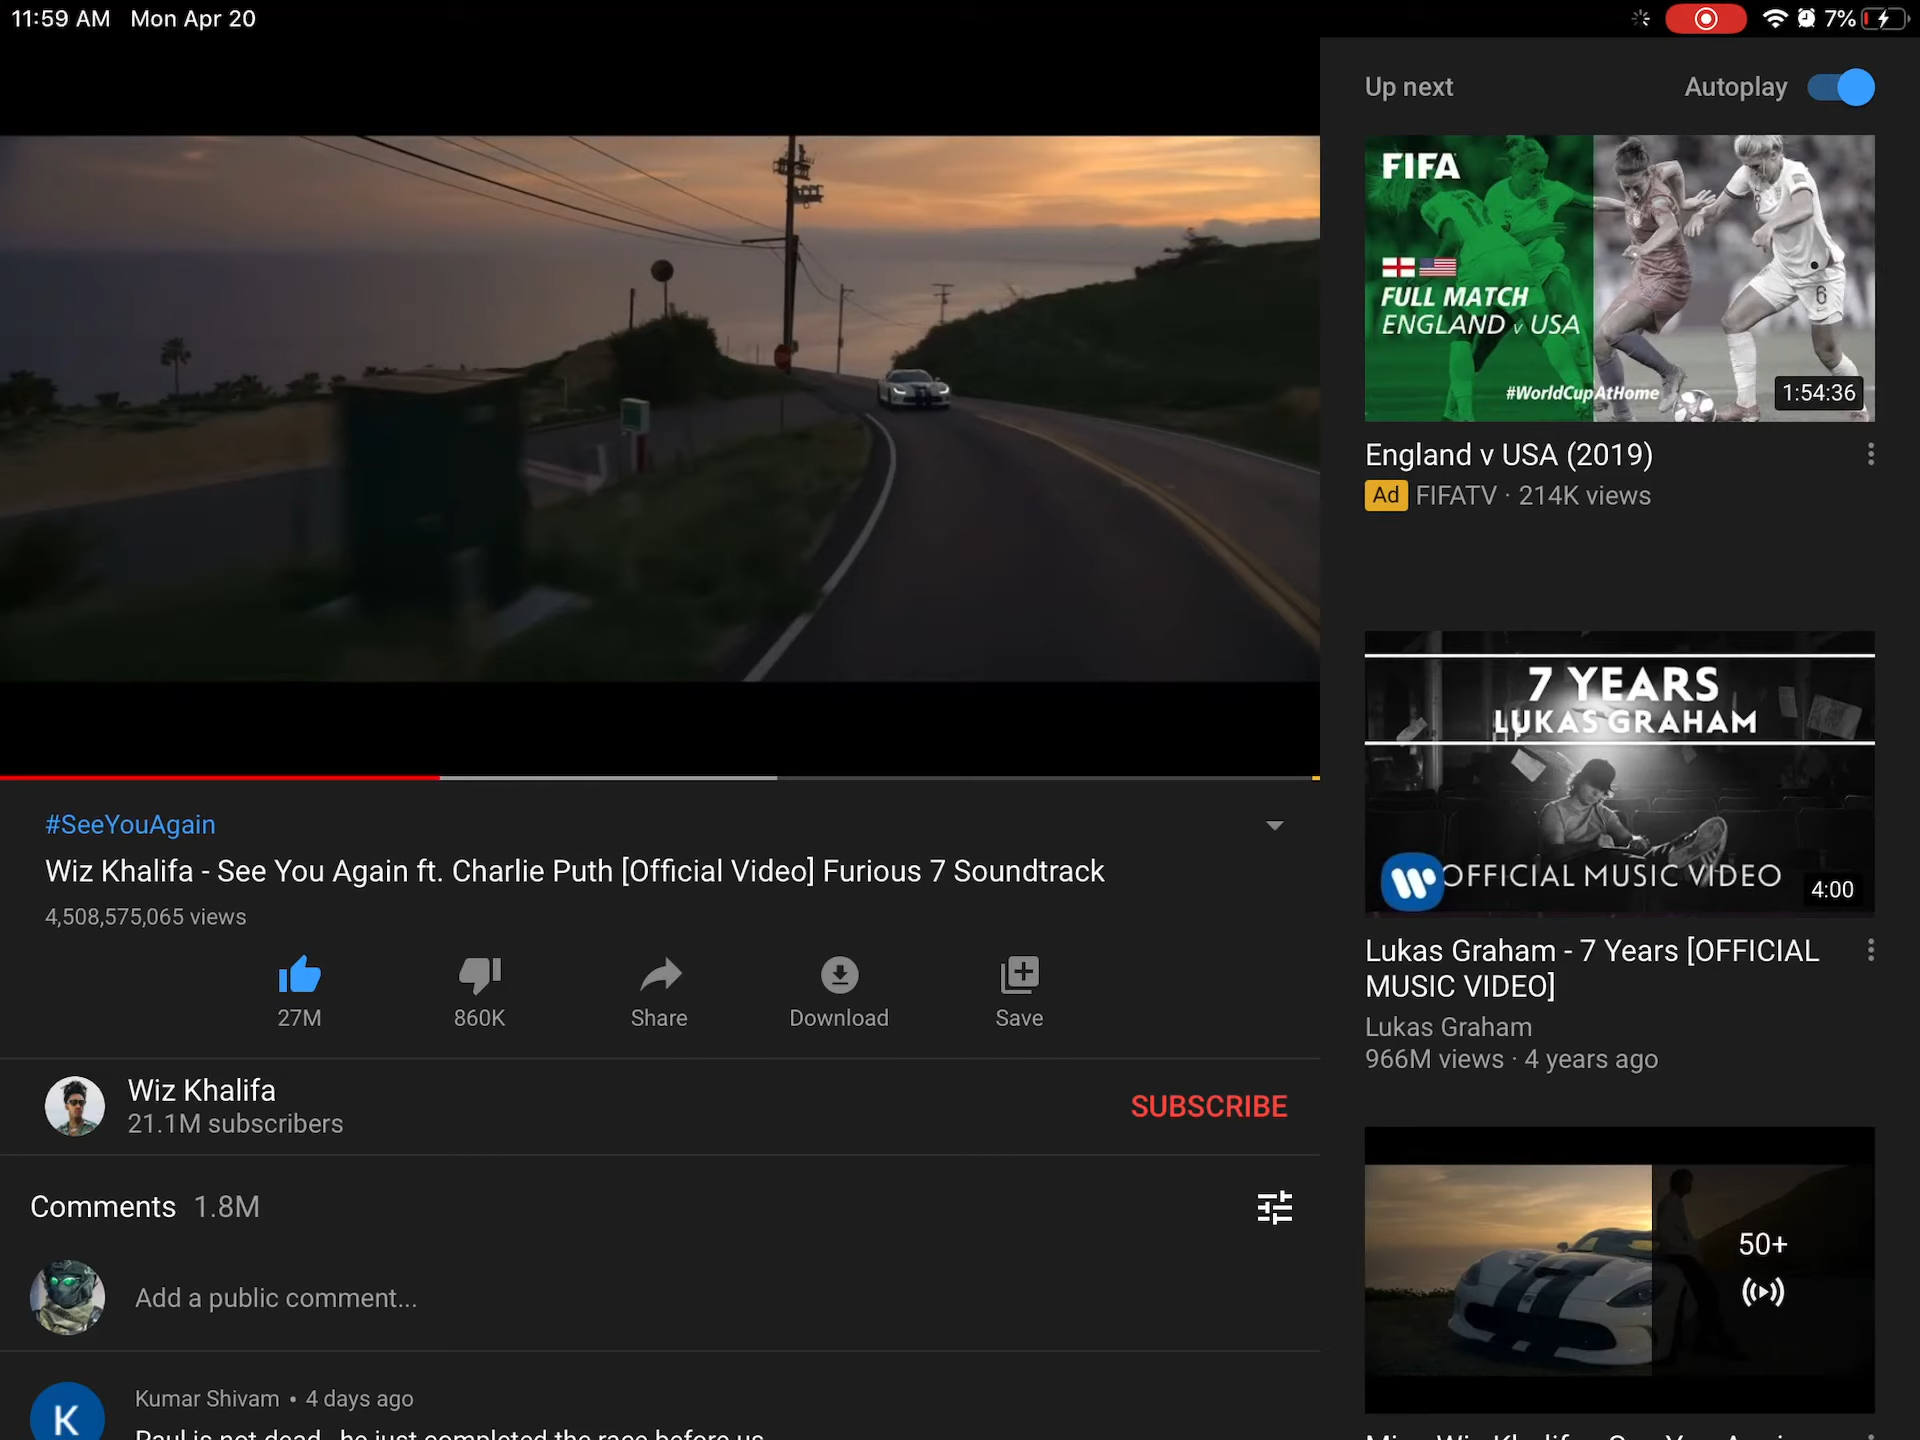 11:59 AM Mon Apr 20
7%
Up next
Autoplay
FIFA
FULL MATCH
ENGLAND v USA
#WorldCupAtHome
1:54:36
England v USA (2019)
Ad FIFATV · 214K views
7 YEARS
LUKAS GRAHAM
OFFICIAL MUSIC VIDEO
4:00
Lukas Graham - 7 Years [OFFICIAL
MUSIC VIDEO]
Lukas Graham
966M views · 4 years ago
50+
#SeeYouAgain
Wiz Khalifa - See You Again ft. Charlie Puth [Official Video] Furious 7 Soundtrack
4,508,575,065 views
27M
860K
Share
Download
Save
Wiz Khalifa
21.1M subscribers
SUBSCRIBE
Comments 1.8M
Add a public comment...
K
Kumar Shivam • 4 days ago
Paul is not dead.. he just completed the race before us
6